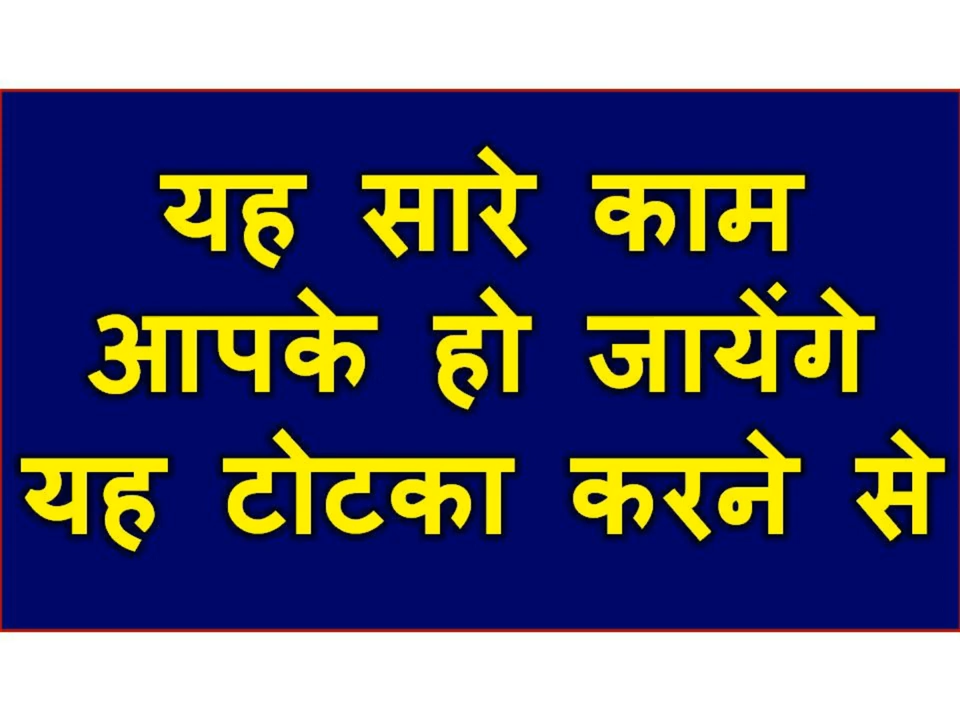 यह सारे काम
आपके हो जायेंगे
यह टोटका करने से